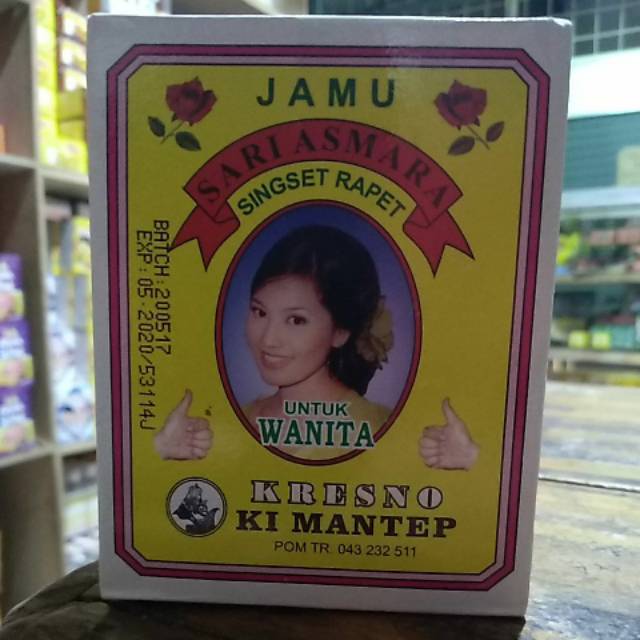 JAMU
SARI ASMARA
SINGSET RAPET
BATCH : 200517
EXP : 05 2020/53114J
UNTUK
WANITA
KRESNO
KI MANTEP
POM TR. 043 232 511